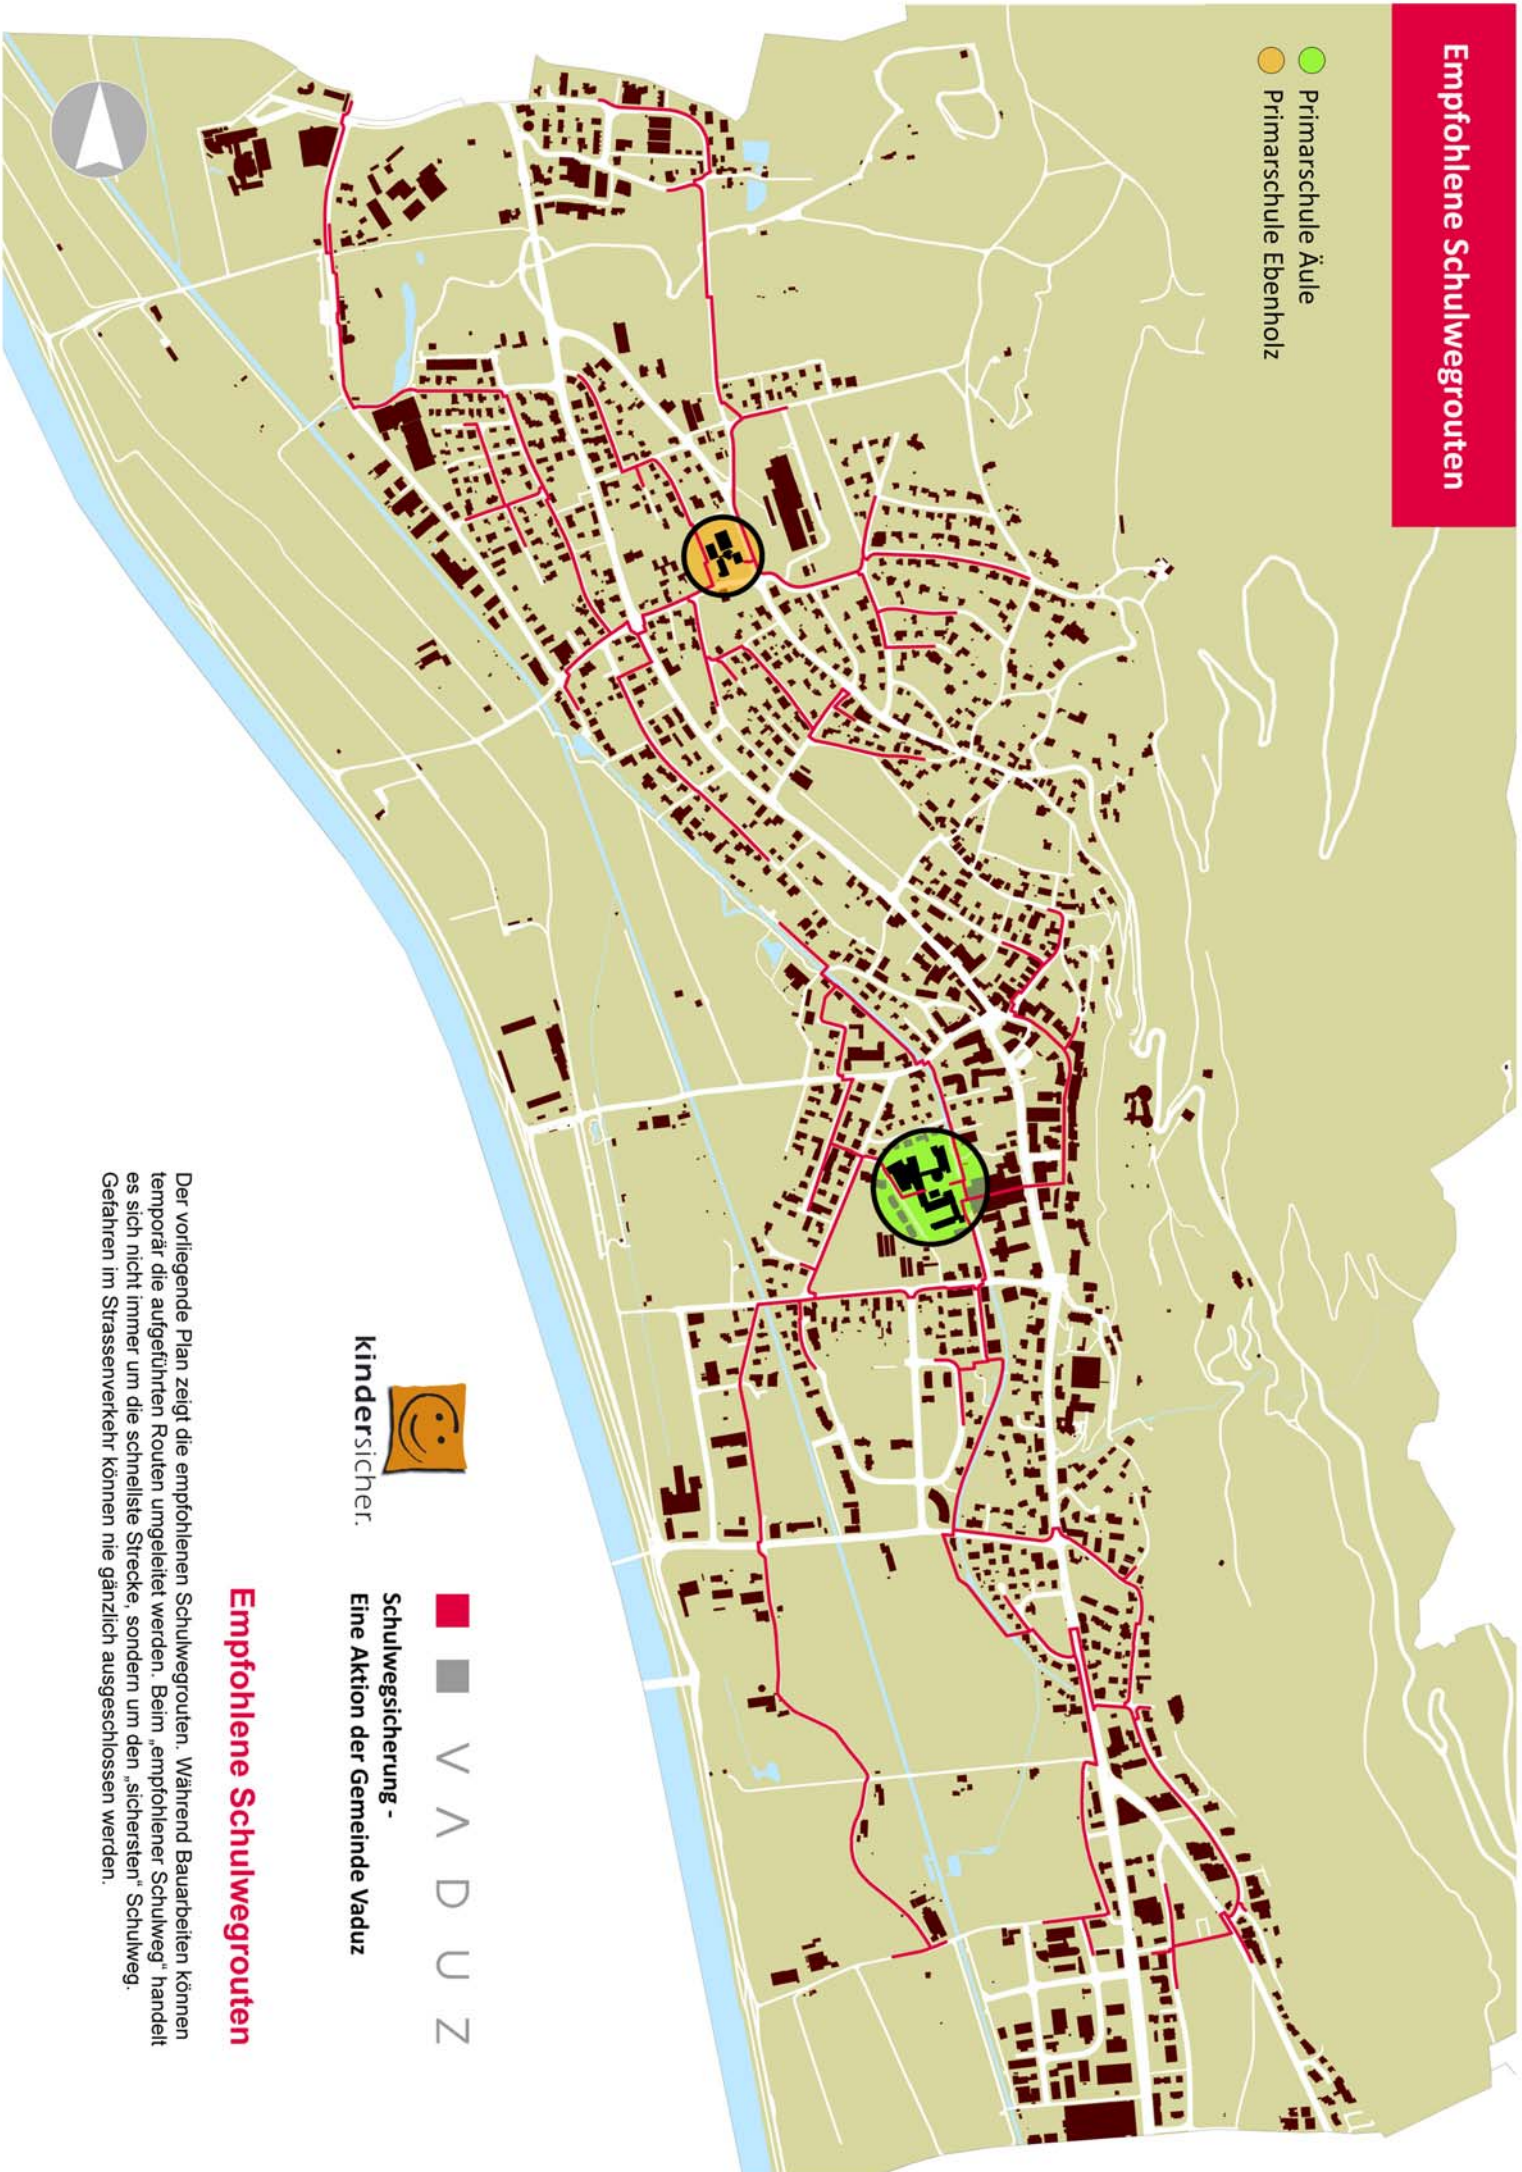 Empfohlene Schulwegrouten
Primarschule Äule
Primarschule Ebenholz
kindersicher.
VADUZ
Schulwegsicherung -
Eine Aktion der Gemeinde Vaduz
Empfohlene Schulwegrouten
Der vorliegende Plan zeigt die empfohlenen Schulwegrouten. Während Bauarbeiten können
temporär die aufgeführten Routen umgeleitet werden. Beim „empfohlener Schulweg“ handelt
es sich nicht immer um die schnellste Strecke, sondern um den „sichersten“ Schulweg.
Gefahren im Strassenverkehr können nie gänzlich ausgeschlossen werden.